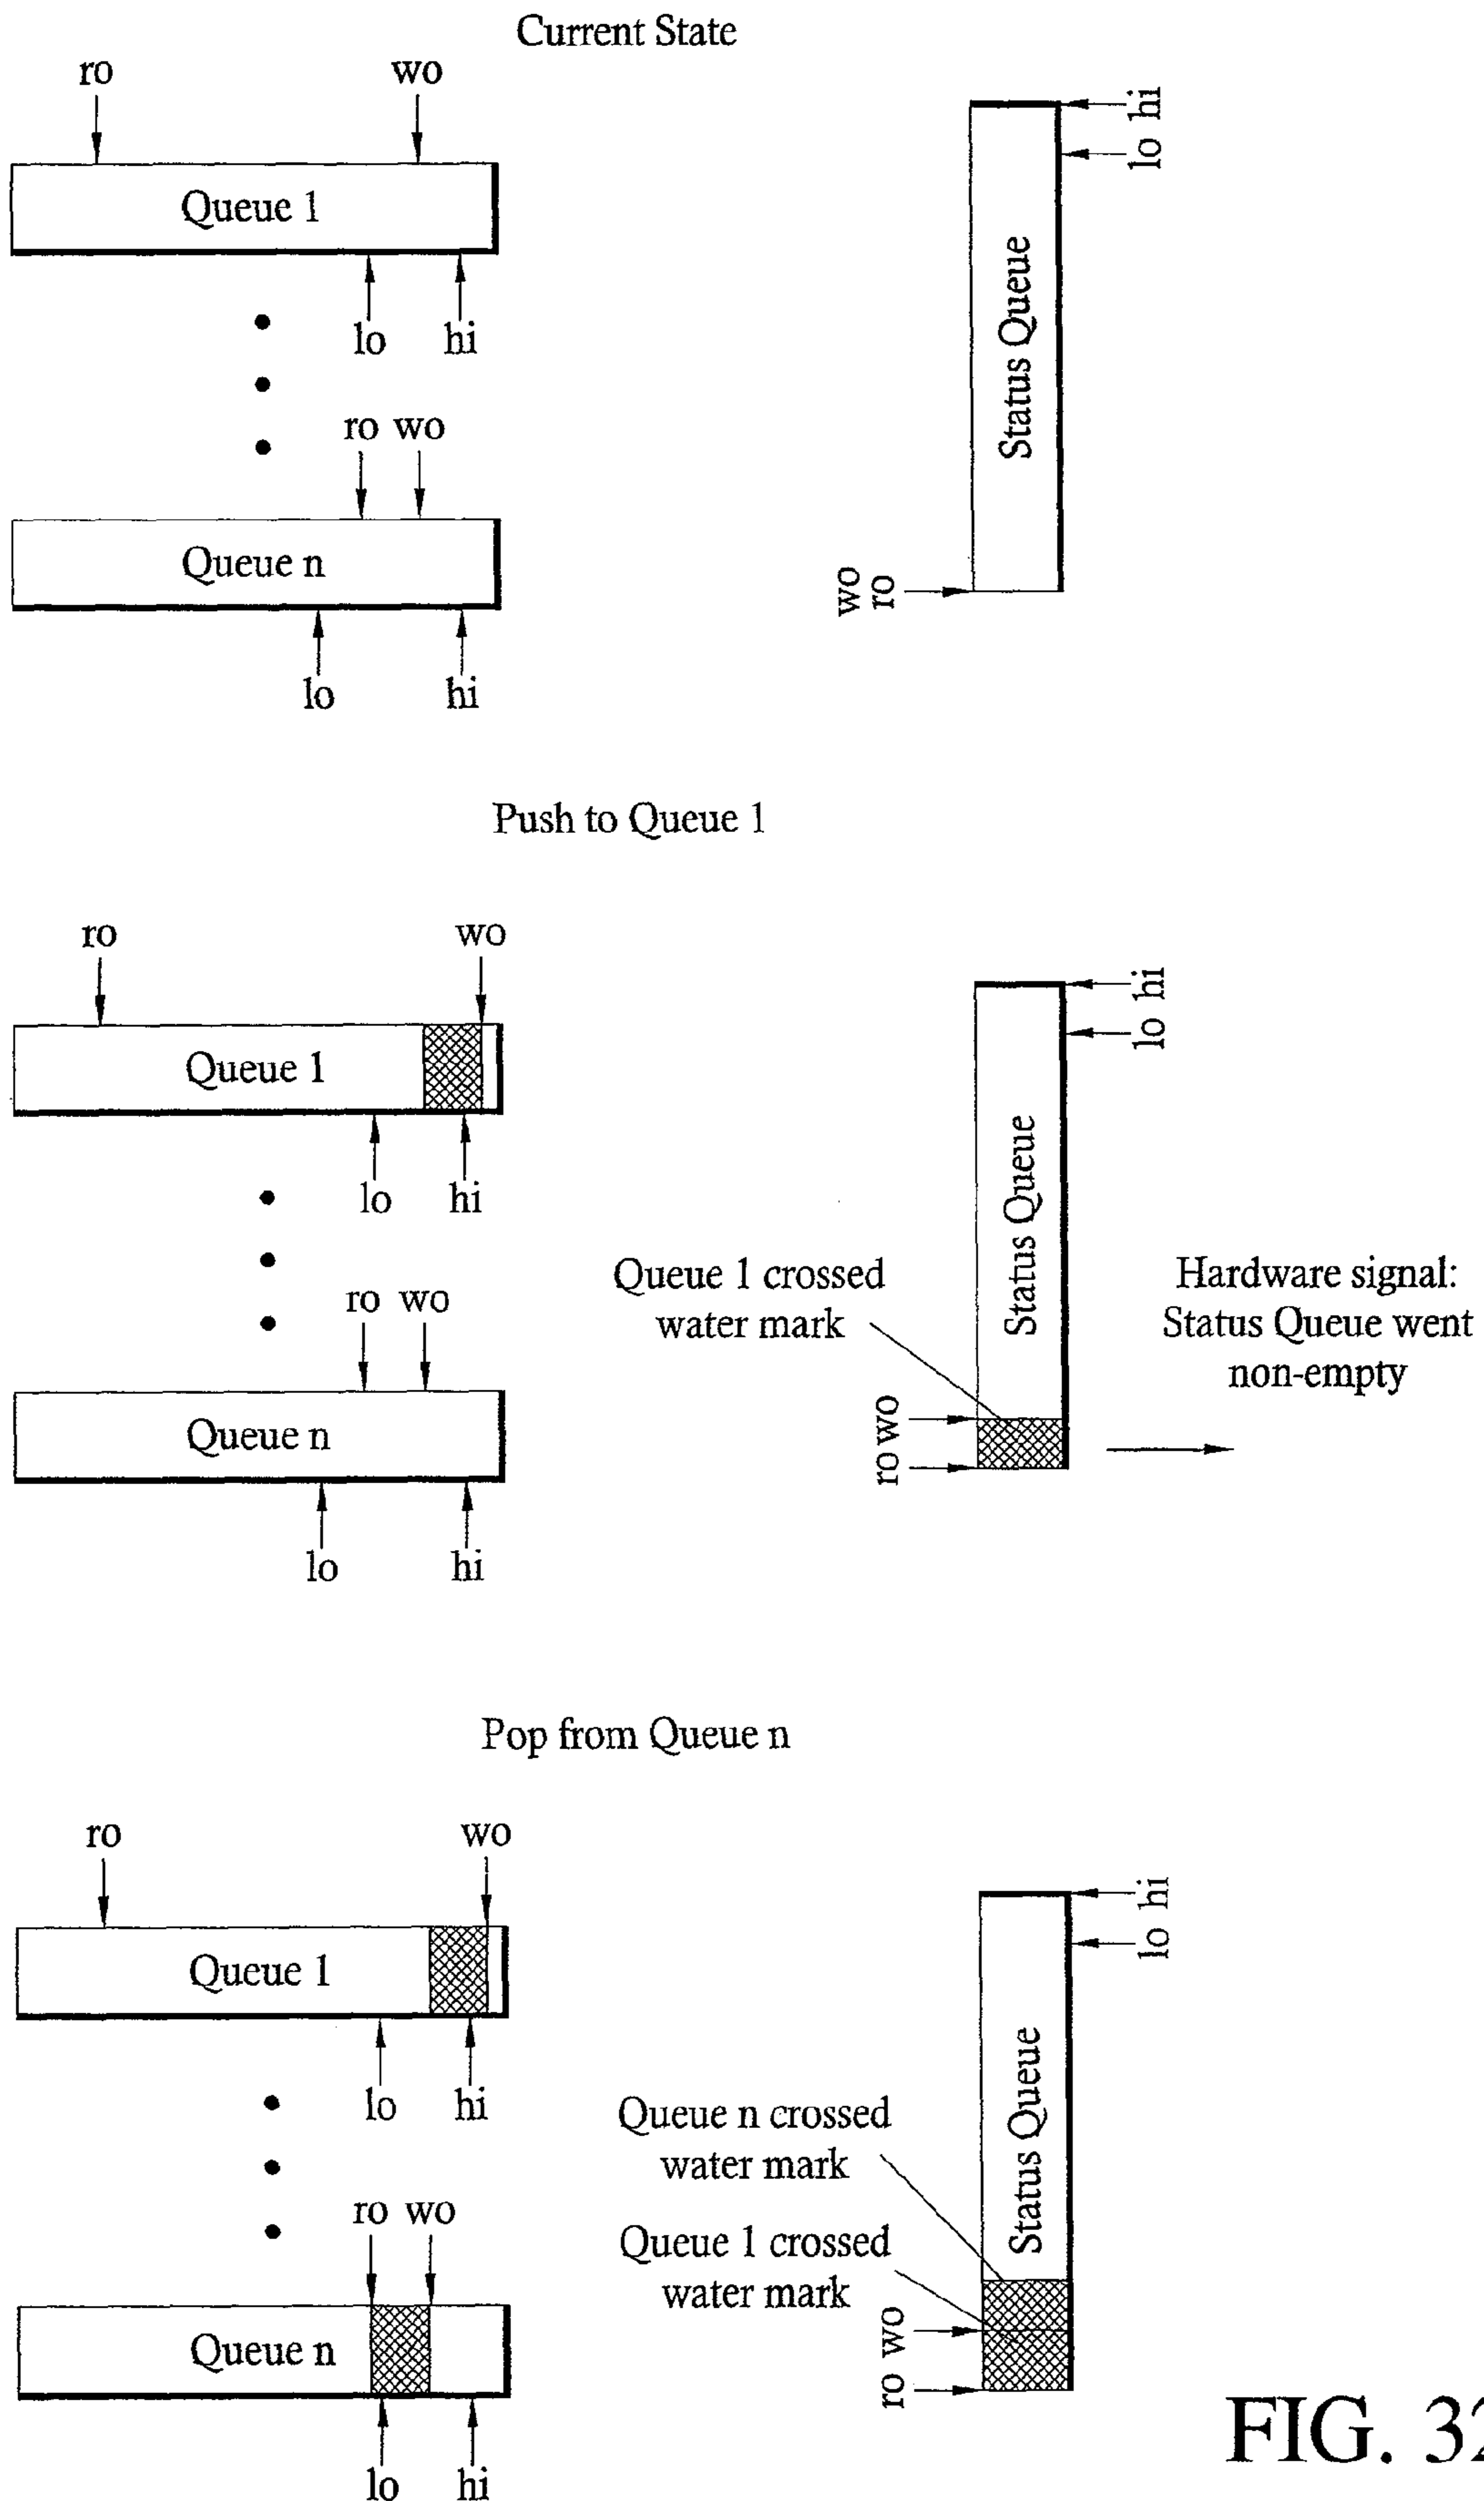 Current State
ro wo
Queue 1
lo hi
ro wo
Queue n
lo hi
hi
lo
Status Queue
wo
ro
Push to Queue 1
ro wo
Queue 1
lo hi
ro wo
Queue n
lo hi
hi
lo
Status Queue
Queue 1 crossed
water mark
wo
ro
Hardware signal:
Status Queue went
non-empty
Pop from Queue n
ro wo
Queue 1
lo hi
ro wo
Queue n
lo hi
hi
lo
Status Queue
Queue n crossed
water mark
Queue 1 crossed
water mark
wo
ro
FIG. 32